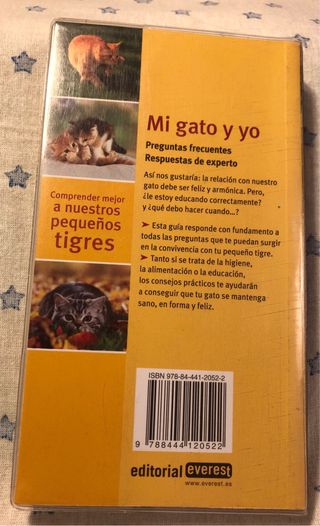 Mi gato y yo
Preguntas frecuentes
Respuestas de experto
Así nos gustaría: la relación con nuestro
gato debe ser feliz y armónica. Pero,
¿le estoy educando correctamente?
y ¿qué debo hacer cuando...?
➤ Esta guía responde con fundamento a
todas las preguntas que te puedan surgir
en la convivencia con tu pequeño tigre.
➤ Tanto si se trata de la higiene,
la alimentación o la educación,
los consejos prácticos te ayudarán
a conseguir que tu gato se mantenga
sano, en forma y feliz.
Comprender mejor
a nuestros
pequeños
tigres
ISBN 978-84-441-2052-2
9 788444 120522
editorial everest
www.everest.es